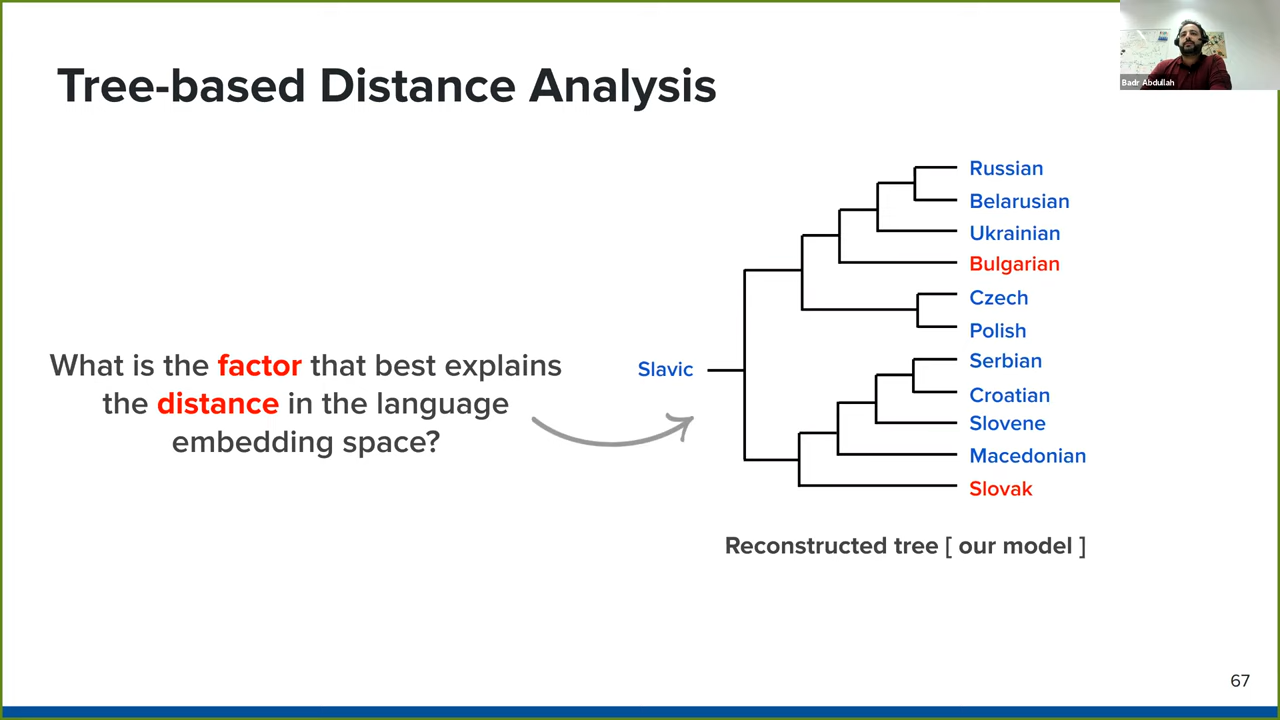 Badr Abdullah
Tree-based Distance Analysis
What is the factor that best explains
the distance in the language
embedding space?
Slavic
Russian
Belarusian
Ukrainian
Bulgarian
Czech
Polish
Serbian
Croatian
Slovene
Macedonian
Slovak
Reconstructed tree [ our model ]
67